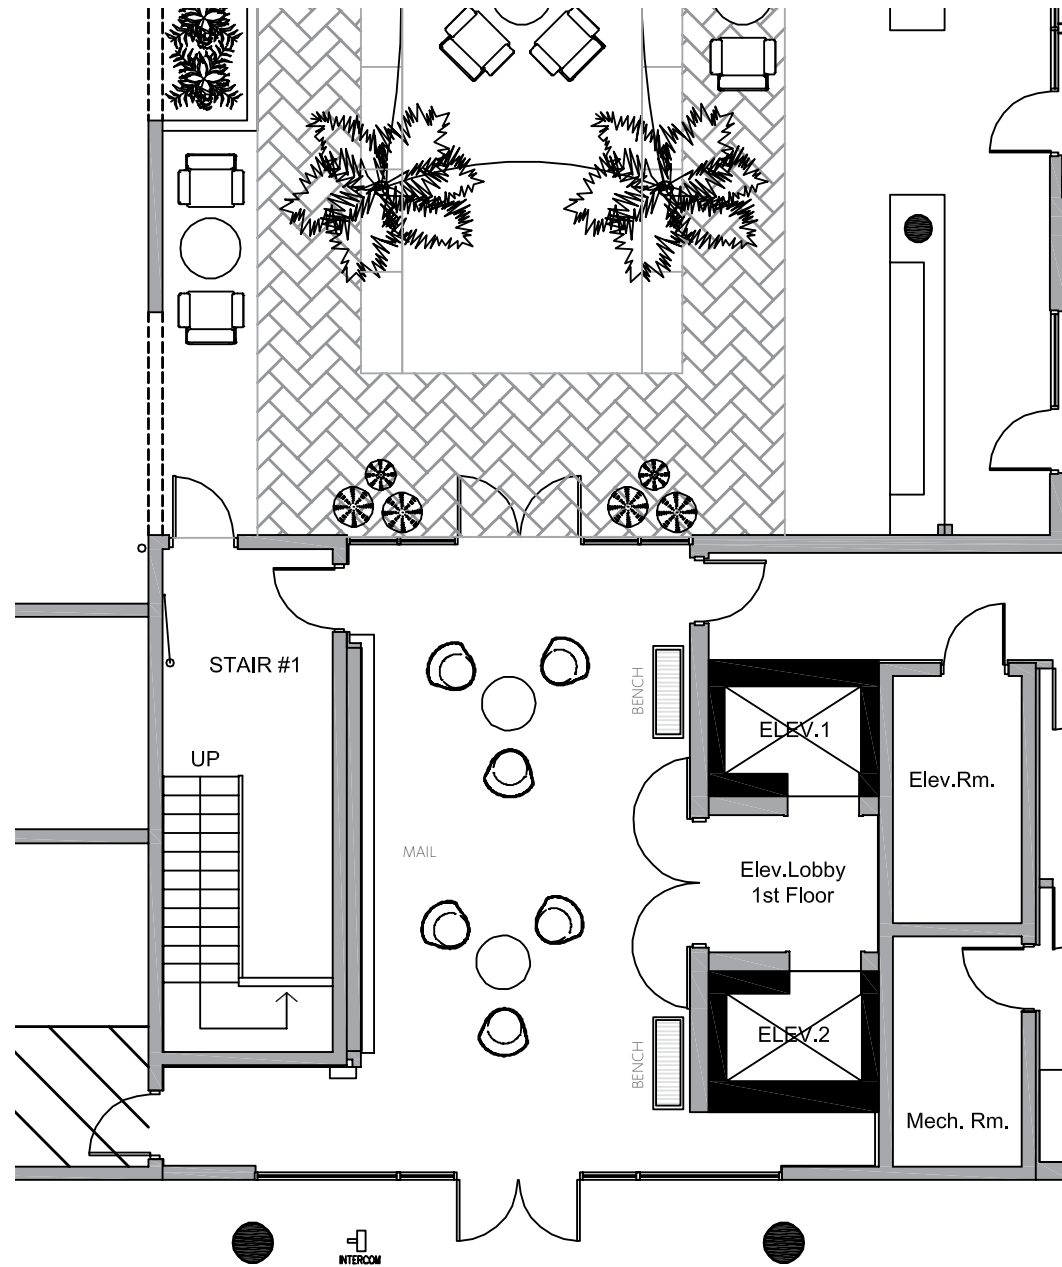 STAIR #1
BENCH
ELEV.1
UP
Elev.Rm.
MAIL
Elev.Lobby
1st Floor
ELEV.2
BENCH
Mech. Rm.
INTERCOM